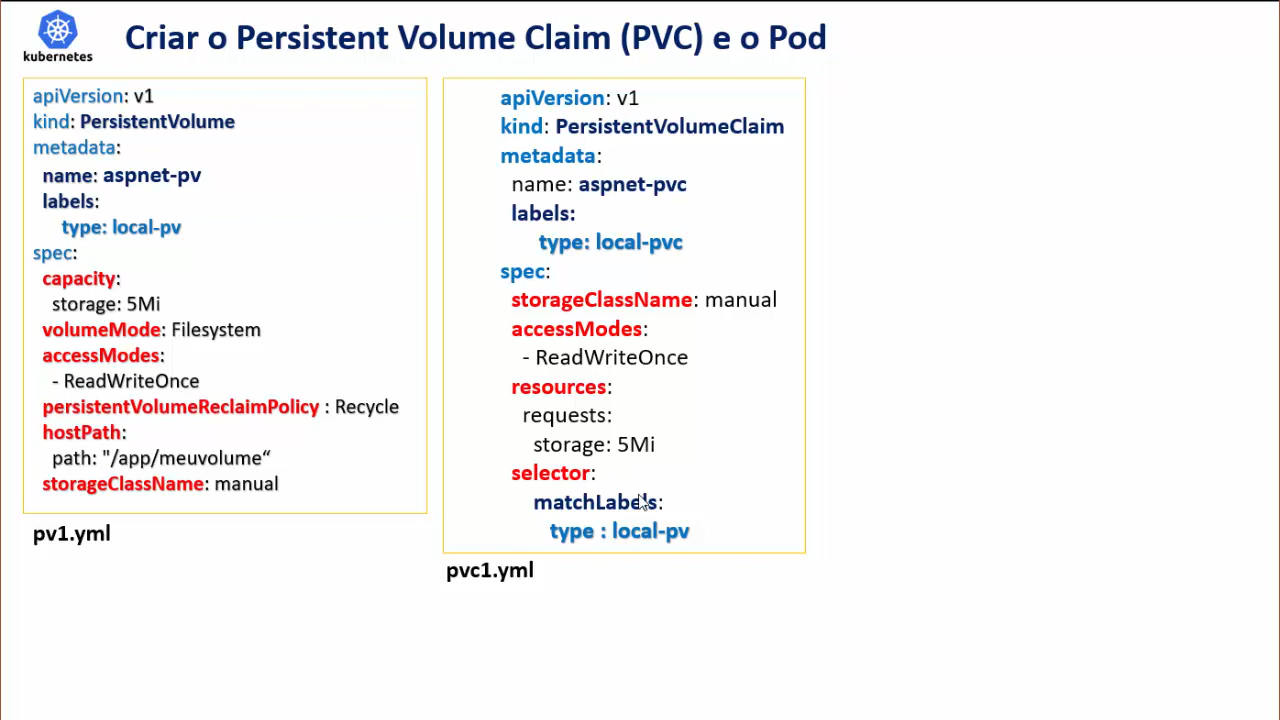 kubernetes
Criar o Persistent Volume Claim (PVC) e o Pod
apiVersion: v1
kind: PersistentVolume
metadata:
name: aspnet-pv
labels:
type: local-pv
spec:
capacity:
storage: 5Mi
volumeMode: Filesystem
accessModes:
- ReadWriteOnce
persistentVolumeReclaimPolicy : Recycle
hostPath:
path: "/app/meuvolume“
storageClassName: manual
pv1.yml
apiVersion: v1
kind: PersistentVolumeClaim
metadata:
name: aspnet-pvc
labels:
type: local-pvc
spec:
storageClassName: manual
accessModes:
- ReadWriteOnce
resources:
requests:
storage: 5Mi
selector:
matchLabels:
type : local-pv
pvc1.yml